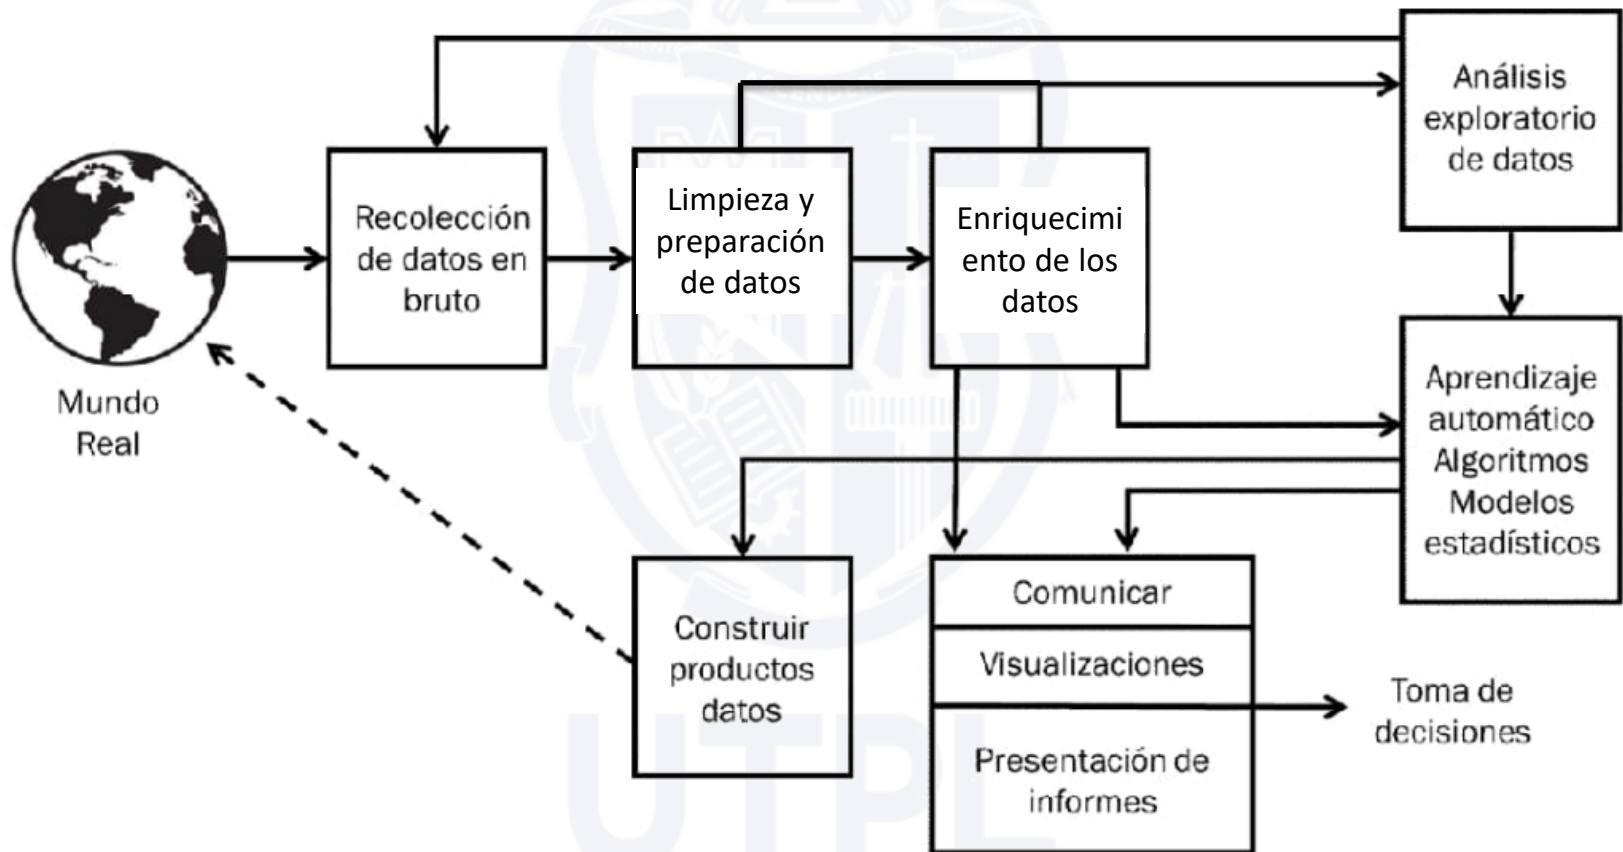 Análisis
exploratorio
de datos
Recolección
de datos en
bruto
Limpieza y
preparación
de datos
Enriquecimi
ento de los
datos
Mundo
Real
Aprendizaje
automático
Algoritmos
Modelos
estadísticos
Construir
productos
datos
Comunicar
Visualizaciones
Presentación de
informes
Toma de
decisiones
UTPL